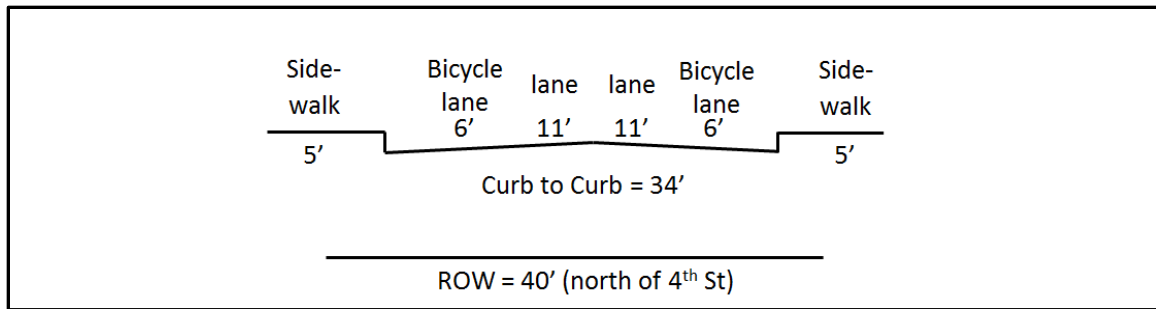 Side-
walk
5’
Bicycle
lane
6’
lane
11’
lane
11’
Bicycle
lane
6’
Side-
walk
5’
Curb to Curb = 34’
ROW = 40’ (north of 4th St)